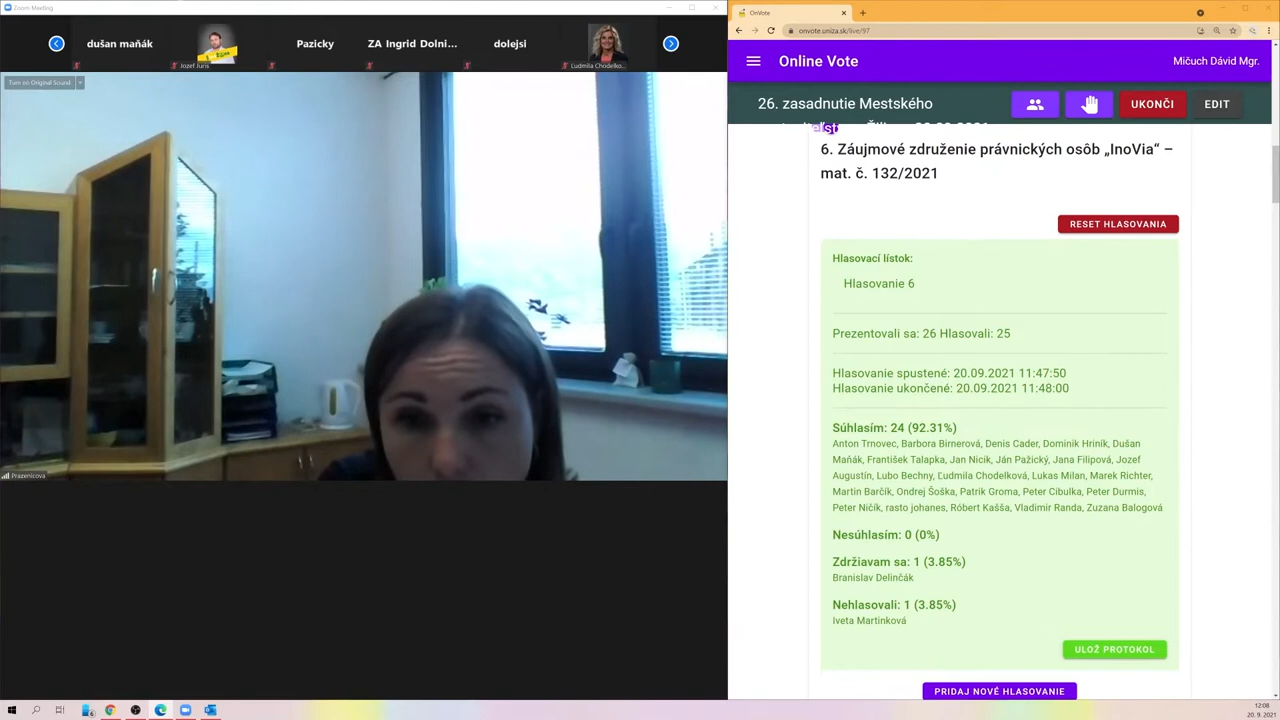 Zoom Meeting
dušan maňák
Jozef Juris
Pazicky
ZA Ingrid Dolni...
dolejsi
Ľudmila Chodelko...
Turn on Original Sound
Prazenicova
OnVote
onvote.uniza.sk/live/97
Online Vote
Mičuch Dávid Mgr.
26. zasadnutie Mestského
UKONČI
EDIT
6. Záujmové združenie právnických osôb „InoVia“ –
mat. č. 132/2021
RESET HLASOVANIA
Hlasovací lístok:
Hlasovanie 6
Prezentovali sa: 26 Hlasovali: 25
Hlasovanie spustené: 20.09.2021 11:47:50
Hlasovanie ukončené: 20.09.2021 11:48:00
Súhlasím: 24 (92.31%)
Anton Trnovec, Barbora Birnerová, Denis Cader, Dominik Hriník, Dušan
Maňák, František Talapka, Jan Nicik, Ján Pažický, Jana Filipová, Jozef
Augustín, Lubo Bechny, Ľudmila Chodelková, Lukas Milan, Marek Richter,
Martin Barčík, Ondrej Šoška, Patrik Groma, Peter Cibulka, Peter Durmis,
Peter Ničík, rasto johanes, Róbert Kašša, Vladimir Randa, Zuzana Balogová
Nesúhlasím: 0 (0%)
Zdržiavam sa: 1 (3.85%)
Branislav Delinčák
Nehlasovali: 1 (3.85%)
Iveta Martinková
ULOŽ PROTOKOL
PRIDAJ NOVÉ HLASOVANIE
12:08
20. 9. 2021